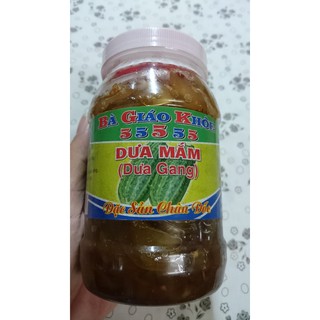 BÀ GIÁO KHỎE
55555
DƯA MẮM
(Dưa Gang)
Đặc Sản Châu Đốc